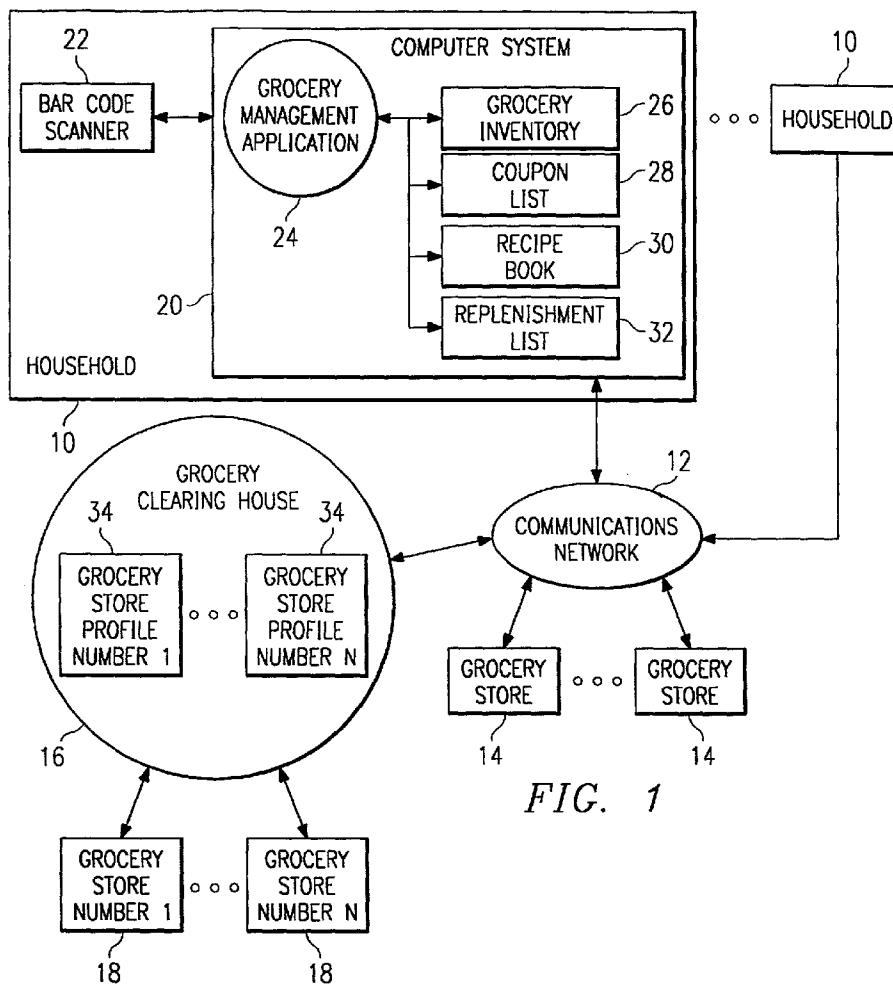 22
BAR CODE
SCANNER
COMPUTER SYSTEM
GROCERY
MANAGEMENT
APPLICATION
24
20
GROCERY
INVENTORY
26
COUPON
LIST
28
RECIPE
BOOK
30
REPLENISHMENT
LIST
32
HOUSEHOLD
10
10
HOUSEHOLD
12
COMMUNICATIONS
NETWORK
GROCERY
CLEARING HOUSE
34
GROCERY
STORE
PROFILE
NUMBER 1
34
GROCERY
STORE
PROFILE
NUMBER N
16
GROCERY
STORE
14
GROCERY
STORE
14
FIG. 1
GROCERY
STORE
NUMBER 1
18
GROCERY
STORE
NUMBER N
18